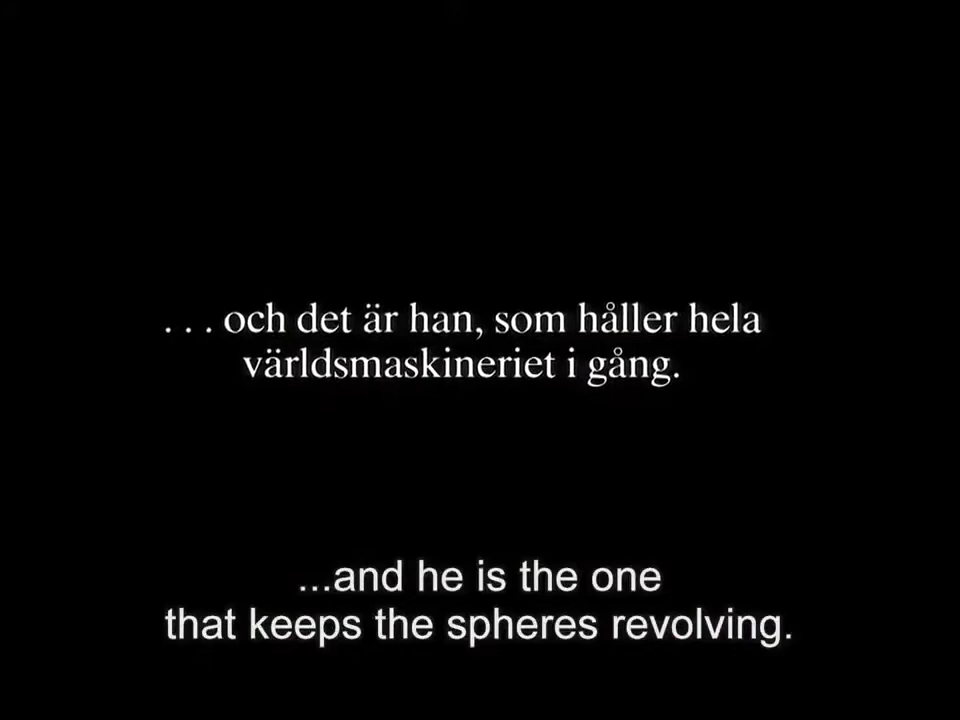 . . . och det är han, som håller hela
världsmaskineriet i gång.
...and he is the one
that keeps the spheres revolving.